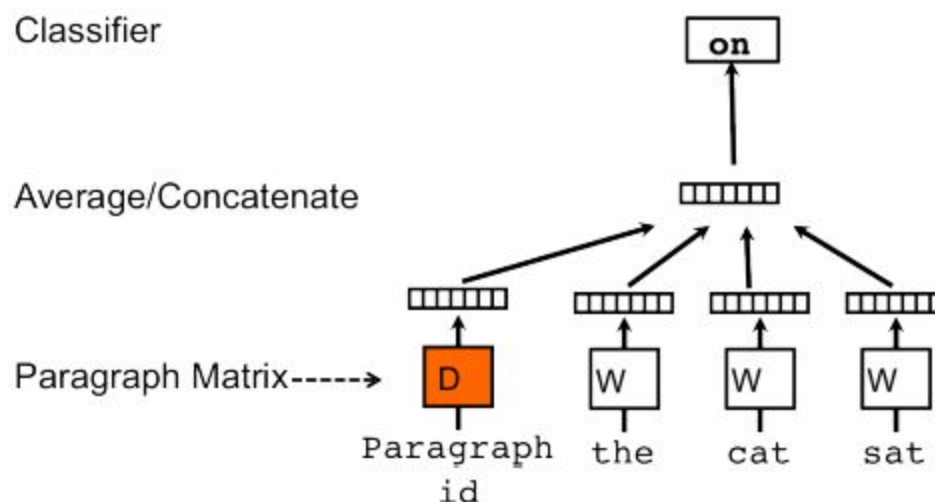 Classifier
on
Average/Concatenate
Paragraph Matrix
D
W
W
W
Paragraph
id
the
cat
sat